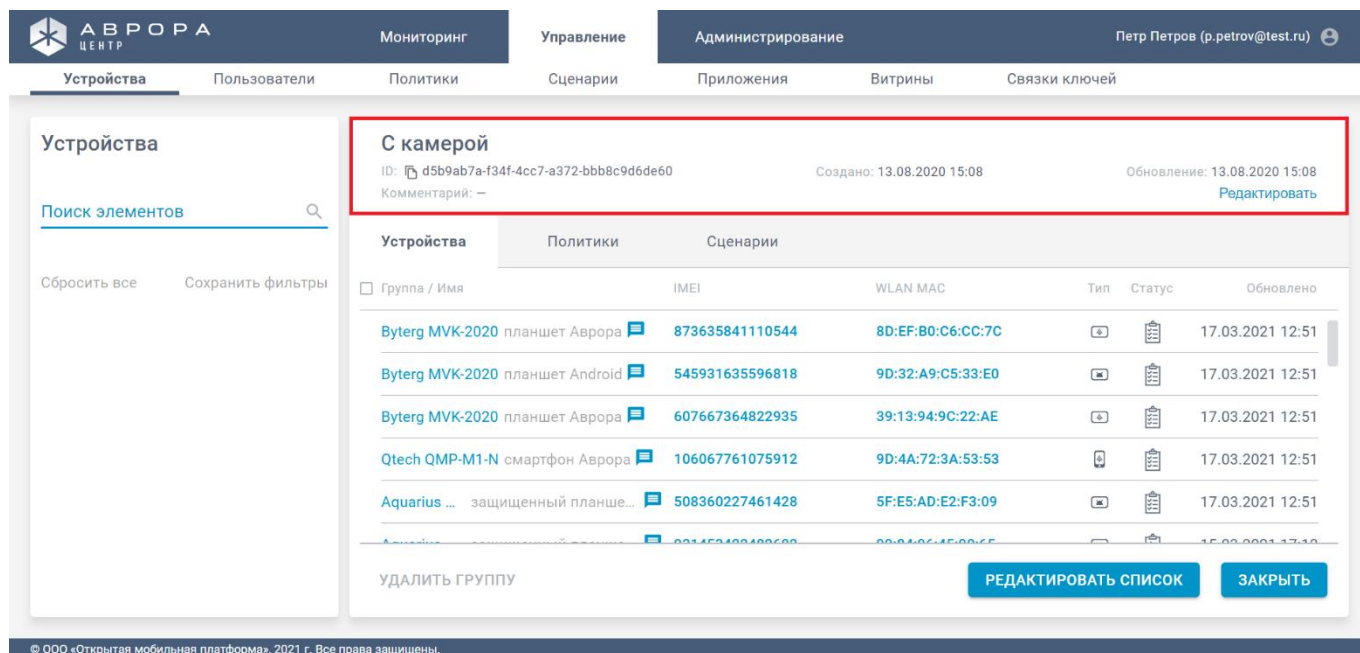 АВРОРА
ЦЕНТР
Мониторинг Управление Администрирование Петр Петров (p.petrov@test.ru)
Устройства Пользователи Политики Сценарии Приложения Витрины Связки ключей
Устройства
Поиск элементов
Сбросить все Сохранить фильтры
С камерой
ID: d5b9ab7a-f34f-4cc7-a372-bbb8c9d6de60 Создано: 13.08.2020 15:08 Обновление: 13.08.2020 15:08
Комментарий: — Редактировать
Устройства Политики Сценарии
Группа / Имя IMEI WLAN MAC Тип Статус Обновлено
Byterg MVK-2020 планшет Аврора 873635841110544 8D:EF:B0:C6:CC:7C 17.03.2021 12:51
Byterg MVK-2020 планшет Android 545931635596818 9D:32:A9:C5:33:E0 17.03.2021 12:51
Byterg MVK-2020 планшет Аврора 607667364822935 39:13:94:9C:22:AE 17.03.2021 12:51
Qtech QMP-M1-N смартфон Аврора 106067761075912 9D:4A:72:3A:53:53 17.03.2021 12:51
Aquarius ... защищенный планше... 508360227461428 5F:E5:AD:E2:F3:09 17.03.2021 12:51
УДАЛИТЬ ГРУППУ РЕДАКТИРОВАТЬ СПИСОК ЗАКРЫТЬ
© ООО «Открытая мобильная платформа», 2021 г. Все права защищены.